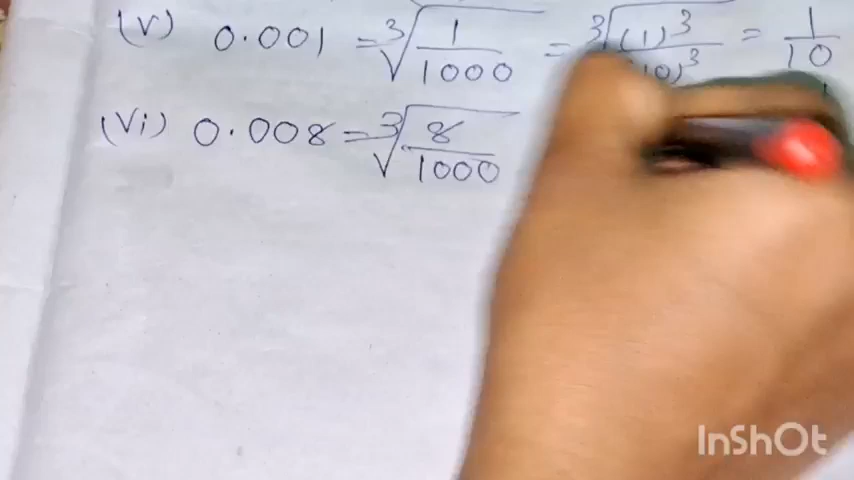 (V) 0.001 = ∛(1/1000) = ∛((1)³/(10)³) = 1/10
(Vi) 0.008 = ∛(8/1000)
InShOt